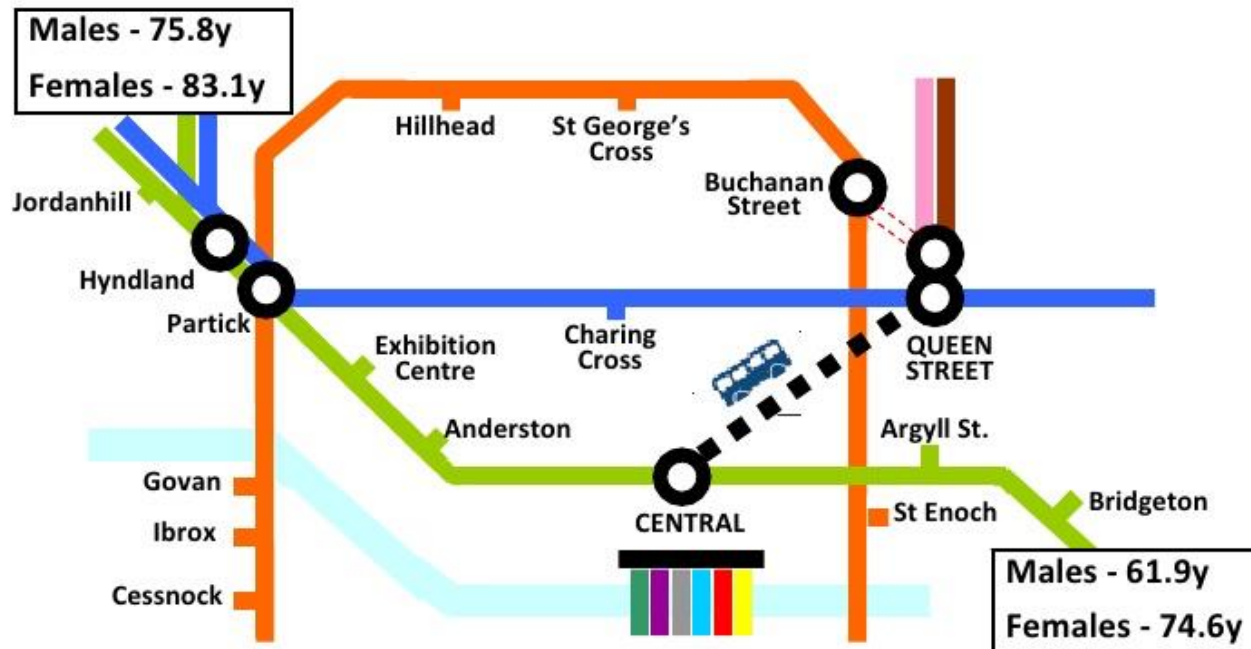 Males - 75.8y
Females - 83.1y
Hillhead
St George's
Cross
Buchanan
Street
Jordanhill
Hyndland
Partick
Charing
Cross
QUEEN
STREET
Exhibition
Centre
Anderston
Argyll St.
Govan
Ibrox
Cessnock
CENTRAL
St Enoch
Bridgeton
Males - 61.9y
Females - 74.6y